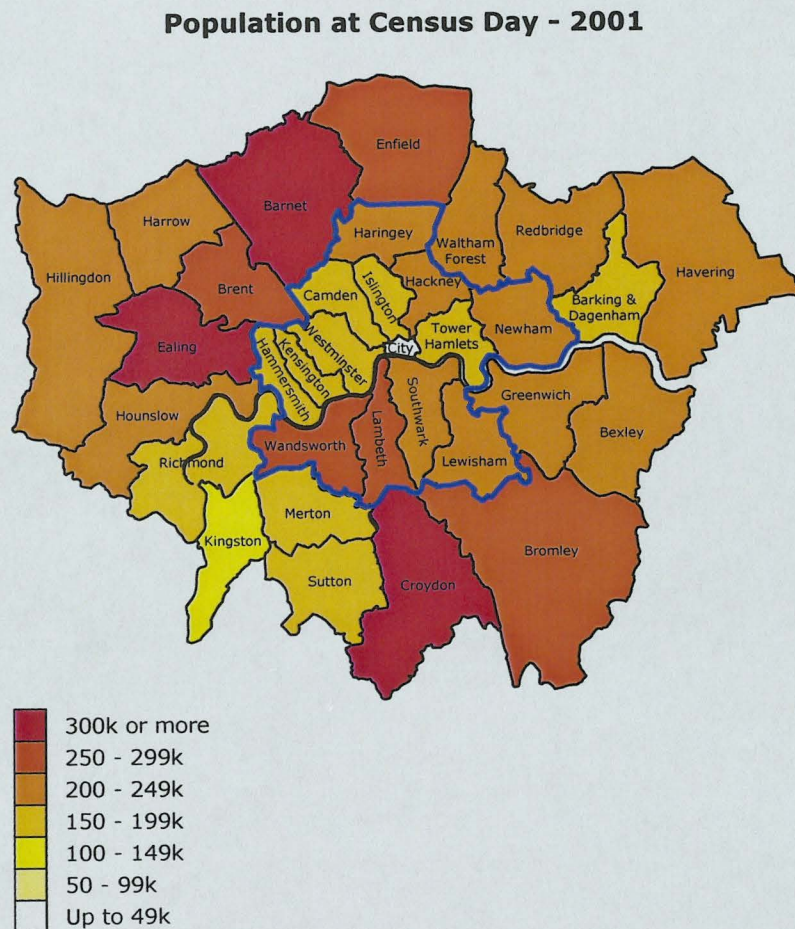 Population at Census Day - 2001
Enfield
Barnet
Harrow
Haringey
Waltham
Forest
Redbridge
Havering
Hillingdon
Brent
Camden
Islington
Hackney
Barking &
Dagenham
Ealing
Westminster
Kensington
Hammersmith
City
Tower
Hamlets
Newham
Hounslow
Greenwich
Richmond
Wandsworth
Lambeth
Southwark
Lewisham
Bexley
Merton
Kingston
Sutton
Croydon
Bromley
300k or more
250 - 299k
200 - 249k
150 - 199k
100 - 149k
50 - 99k
Up to 49k